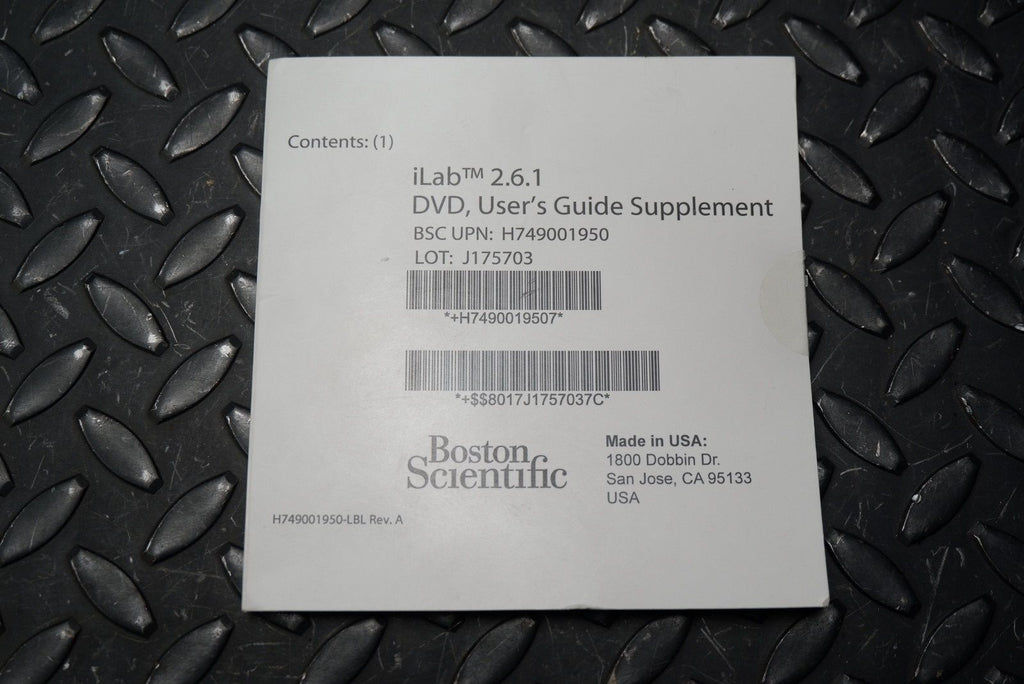 Contents: (1)
iLab™ 2.6.1
DVD, User's Guide Supplement
BSC UPN: H749001950
LOT: J175703
*+H7490019507*
*+$$8017J1757037C*
Boston
Scientific
Made in USA:
1800 Dobbin Dr.
San Jose, CA 95133
USA
H749001950-LBL Rev. A